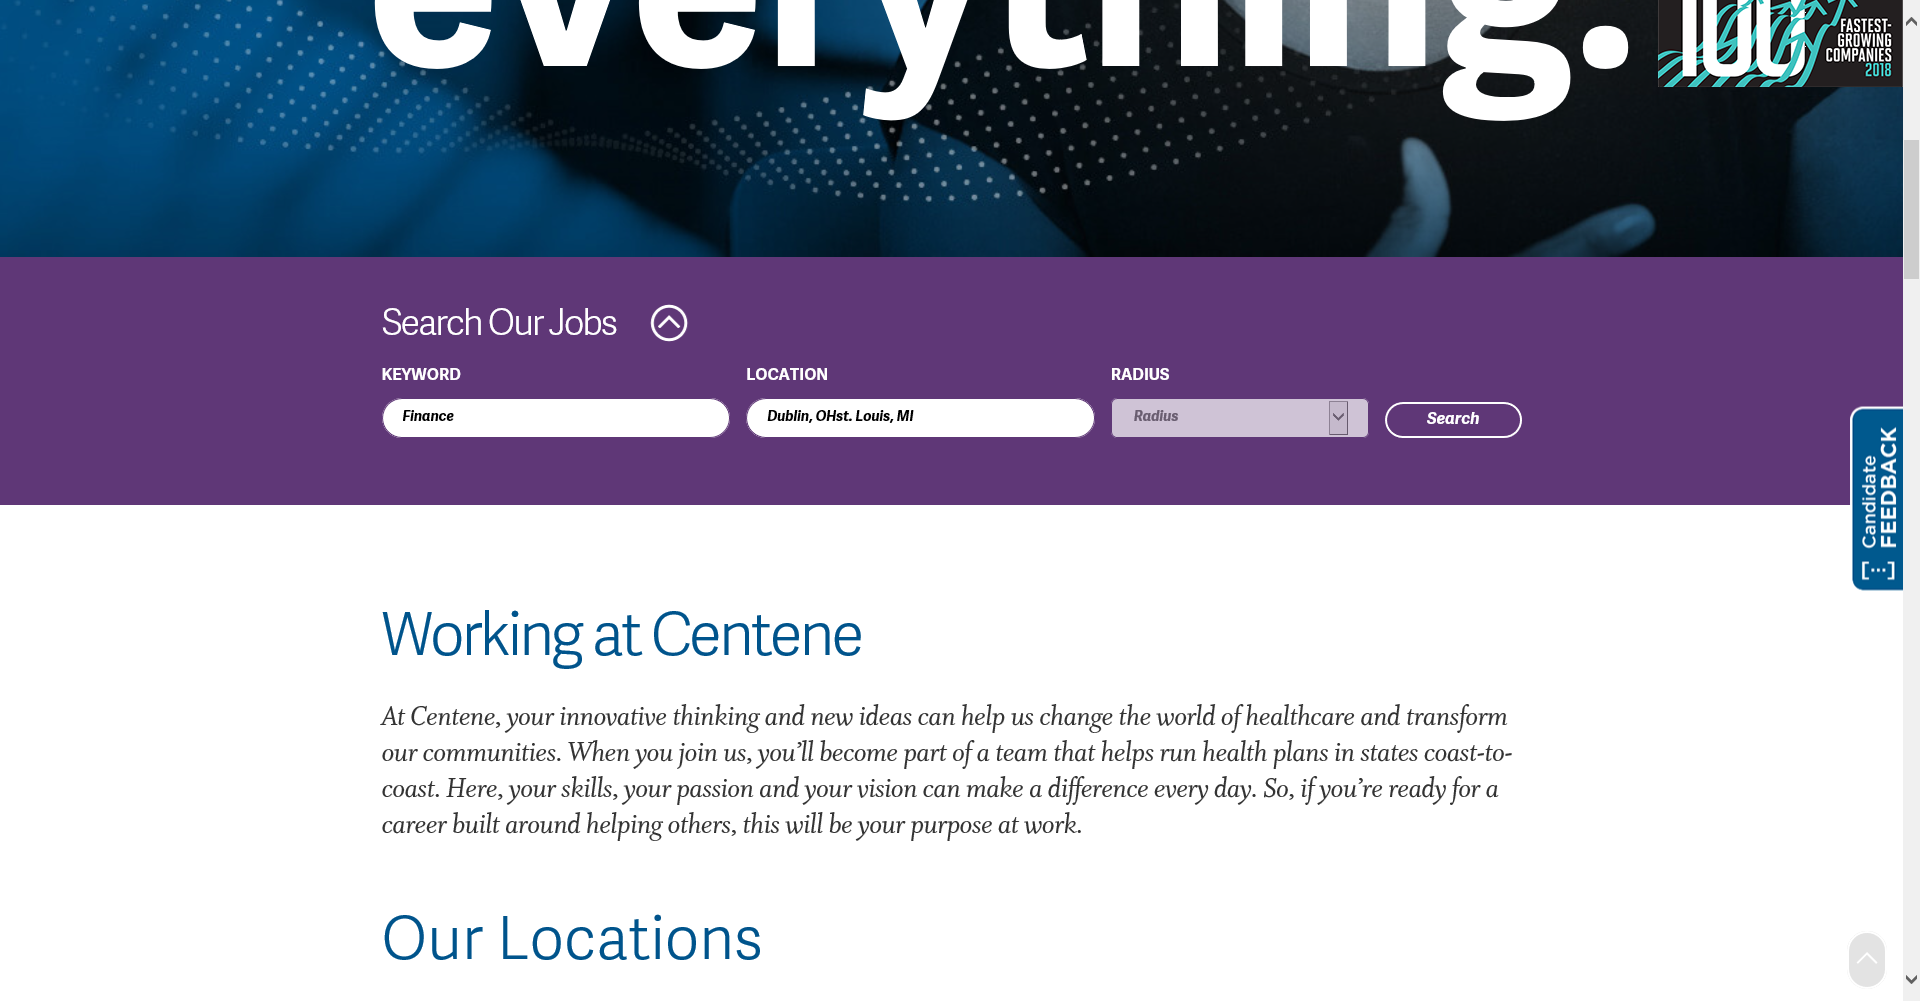 everything.
100
FASTEST-
GROWING
COMPANIES
2018
Search Our Jobs
KEYWORD
LOCATION
RADIUS
Finance
Dublin, OHst. Louis, MI
Radius
Search
Candidate
FEEDBACK
[···]
Working at Centene
At Centene, your innovative thinking and new ideas can help us change the world of healthcare and transform
our communities. When you join us, you’ll become part of a team that helps run health plans in states coast-to-
coast. Here, your skills, your passion and your vision can make a difference every day. So, if you’re ready for a
career built around helping others, this will be your purpose at work.
Our Locations